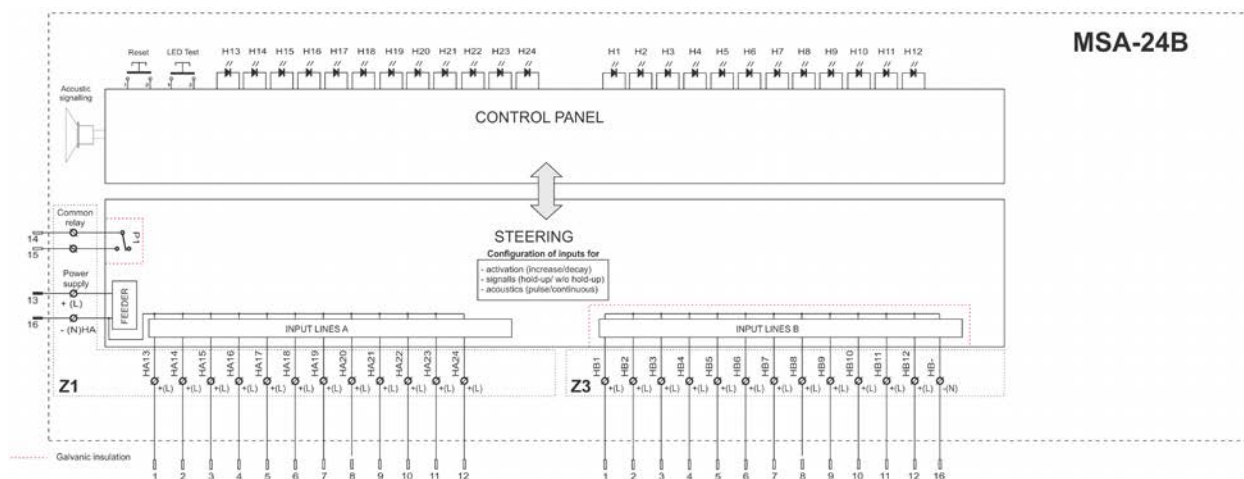 MSA-24B
Reset LED Test H13 H14 H15 H16 H17 H18 H19 H20 H21 H22 H23 H24 H1 H2 H3 H4 H5 H6 H7 H8 H9 H10 H11 H12
Acoustic
signalling
CONTROL PANEL
Common
relay
14
15
P1
STEERING
Configuration of inputs for
- activation (increase/decay)
- signalls (hold-up/ w/o hold-up)
- acoustics (pulse/continuous)
Power
supply
13
+ (L)
16
- (N)HA
FEEDER
INPUT LINES A
INPUT LINES B
HA13 HA14 HA15 HA16 HA17 HA18 HA19 HA20 HA21 HA22 HA23 HA24
HB1 HB2 HB3 HB4 HB5 HB6 HB7 HB8 HB9 HB10 HB11 HB12 HB-
Z1 +(L) +(L) +(L) +(L) +(L) +(L) +(L) +(L) +(L) +(L) +(L) +(L)
Z3 +(L) +(L) +(L) +(L) +(L) +(L) +(L) +(L) +(L) +(L) +(L) +(L) -(N)
Galvanic insulation
1 2 3 4 5 6 7 8 9 10 11 12
1 2 3 4 5 6 7 8 9 10 11 12 16